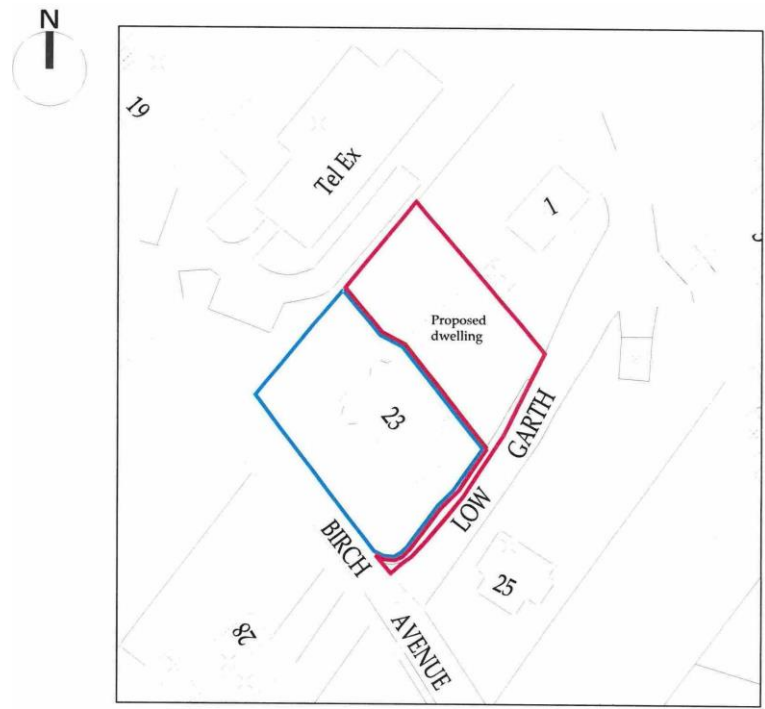 N
19
Tel Ex
1
Proposed
dwelling
23
GARTH
LOW
BIRCH
25
28
AVENUE